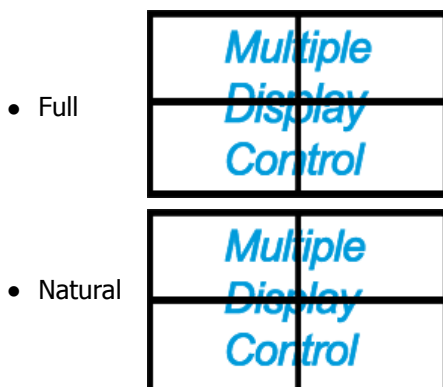 ● Full
Multiple
Display
Control
● Natural
Multiple
Display
Control